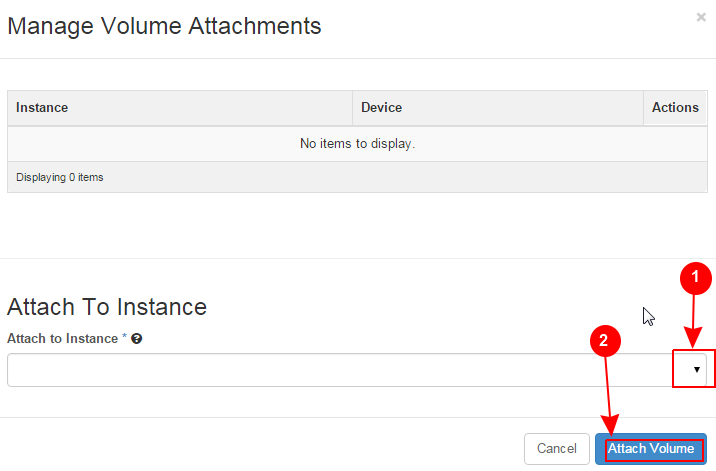 Manage Volume Attachments
×
Instance Device Actions
No items to display.
Displaying 0 items
1
Attach To Instance
Attach to Instance * ?
2
Cancel Attach Volume